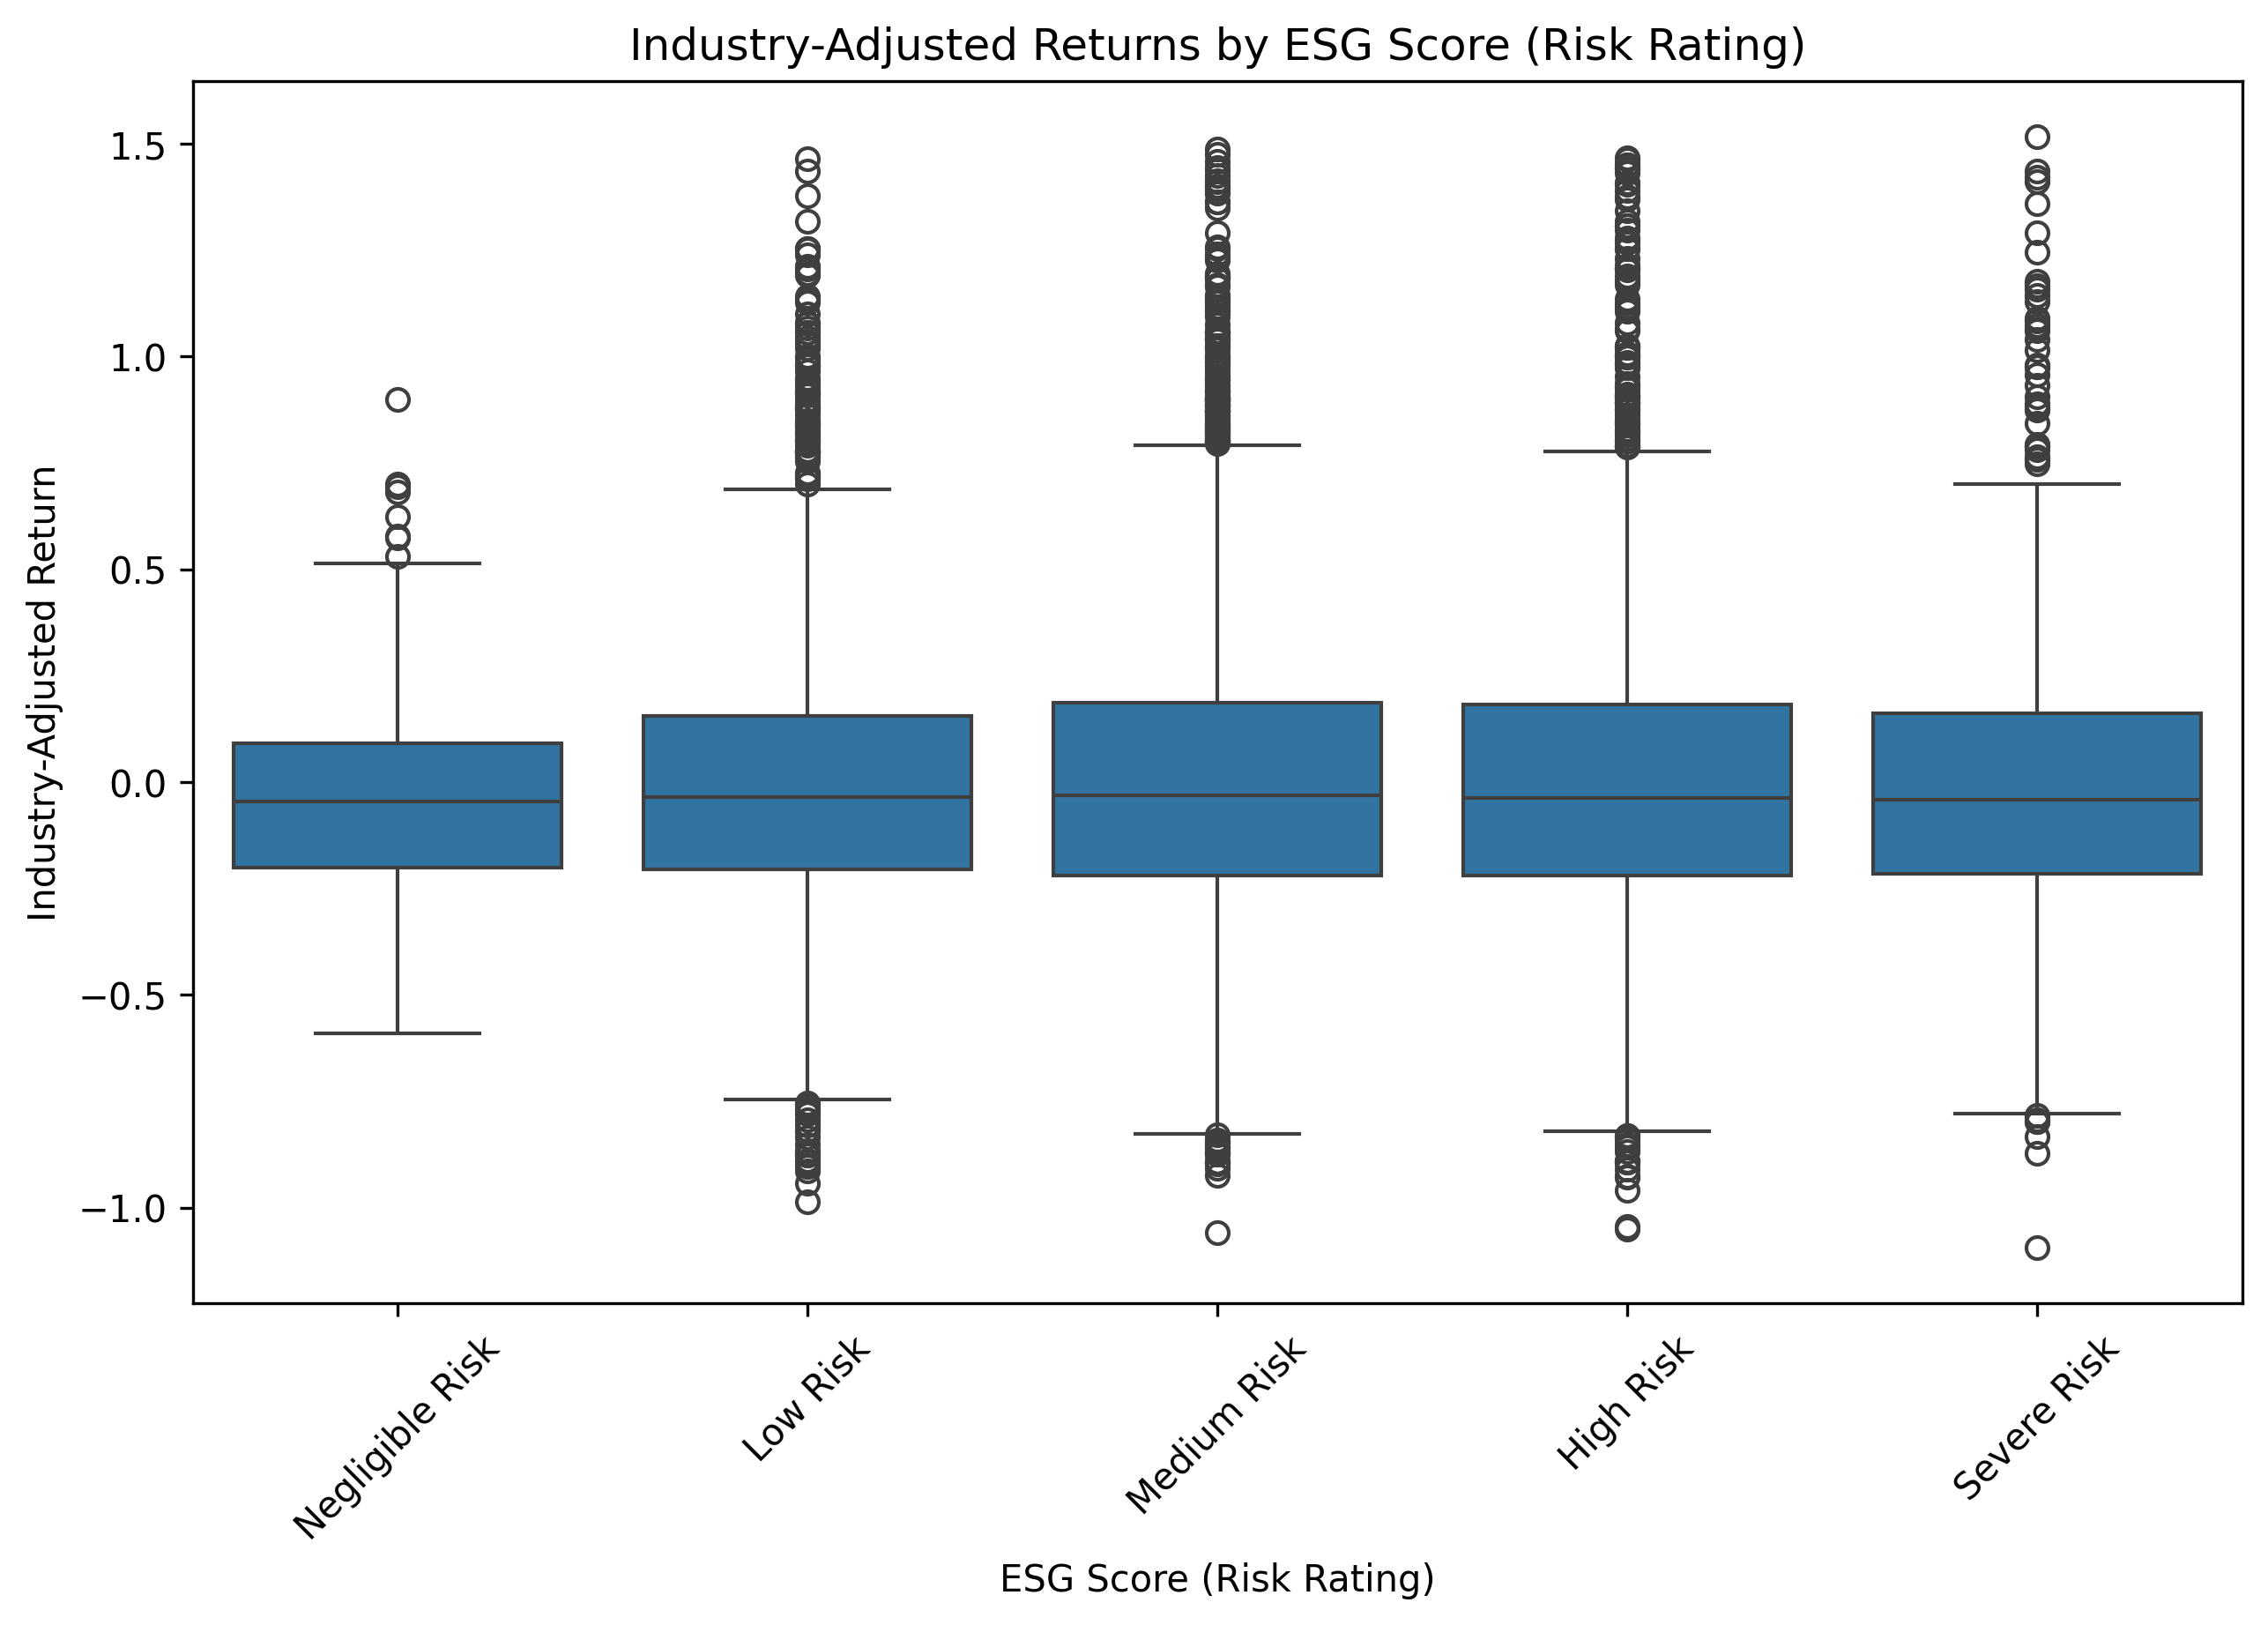 Industry-Adjusted Returns by ESG Score (Risk Rating)
Industry-Adjusted Return
1.5
1.0
0.5
0.0
−0.5
−1.0
Negligible Risk
Low Risk
Medium Risk
High Risk
Severe Risk
ESG Score (Risk Rating)